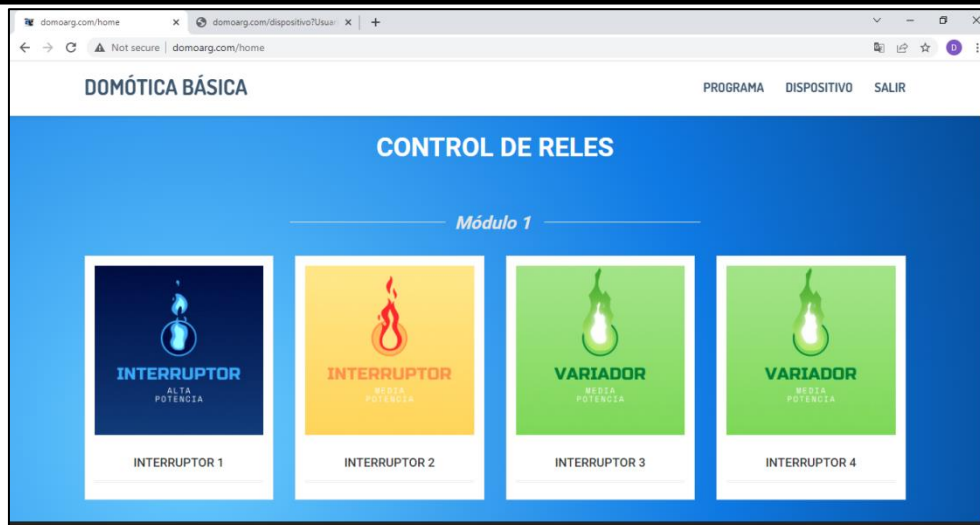 domoarg.com/home
domoarg.com/dispositivo?Usuar
Not secure
domoarg.com/home
D
DOMÓTICA BÁSICA
PROGRAMA
DISPOSITIVO
SALIR
CONTROL DE RELES
Módulo 1
INTERRUPTOR
ALTA
POTENCIA
INTERRUPTOR 1
INTERRUPTOR
MEDIA
POTENCIA
INTERRUPTOR 2
VARIADOR
MEDIA
POTENCIA
INTERRUPTOR 3
VARIADOR
MEDIA
POTENCIA
INTERRUPTOR 4